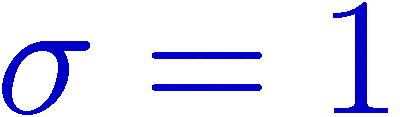 σ = 1